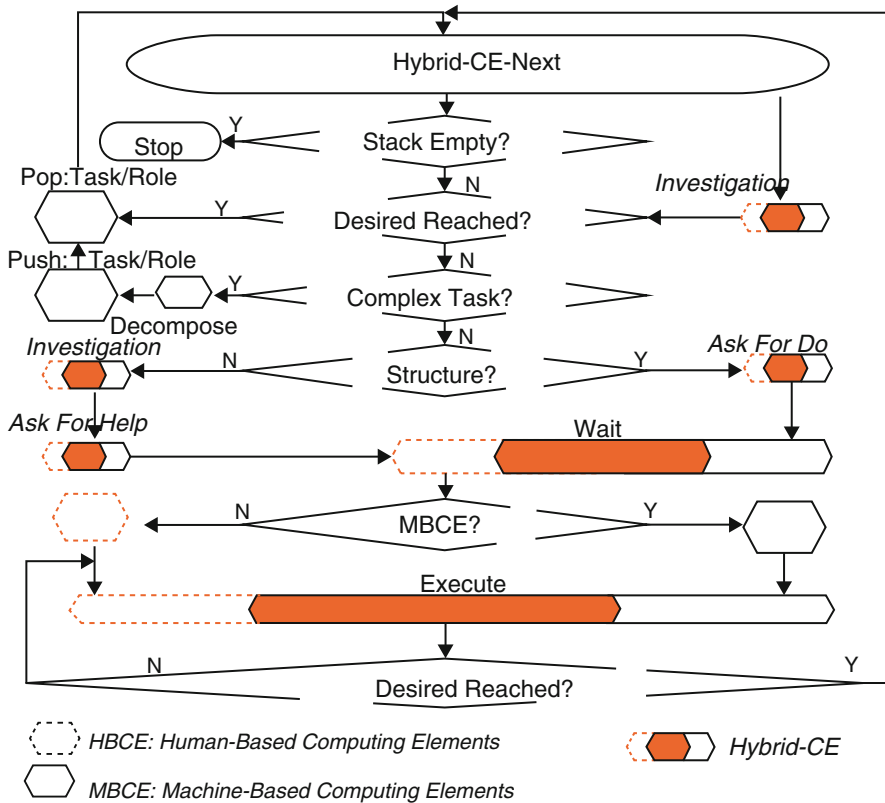 Hybrid-CE-Next
Y
Stack Empty?
Stop
Pop:Task/Role
N
Investigation
Y
Desired Reached?
Push: Task/Role
N
Y
Complex Task?
Decompose
N
Investigation
N
Structure?
Y
Ask For Do
Ask For Help
Wait
N
MBCE?
Y
Execute
N
Desired Reached?
Y
HBCE: Human-Based Computing Elements
Hybrid-CE
MBCE: Machine-Based Computing Elements